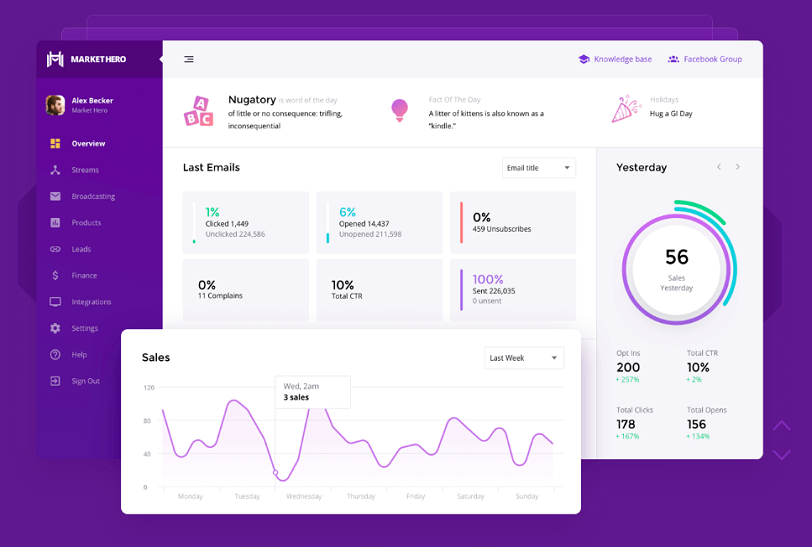 MARKET HERO
Knowledge base
Facebook Group
Alex Becker
Market Hero
Overview
Streams
Broadcasting
Products
Leads
Finance
Integrations
Settings
Help
Sign Out
A
B C
Nugatory is word of the day
of little or no consequence: trifling,
inconsequential
Fact Of The Day
A litter of kittens is also known as a
"kindle."
Holidays
Hug a GI Day
Last Emails
Email title
1%
Clicked 1,449
Unclicked 224,586
6%
Opened 14,437
Unopened 211,598
0%
459 Unsubscribes
0%
11 Complains
10%
Total CTR
100%
Sent 226,035
0 unsent
Yesterday
56
Sales
Yesterday
Opt Ins
200
+ 257%
Total CTR
10%
+ 2%
Total Clicks
178
+ 167%
Total Opens
156
+ 134%
Sales
Last Week
Wed, 2am
3 sales
120
80
40
0
Monday
Tuesday
Wednesday
Thursday
Friday
Saturday
Sunday